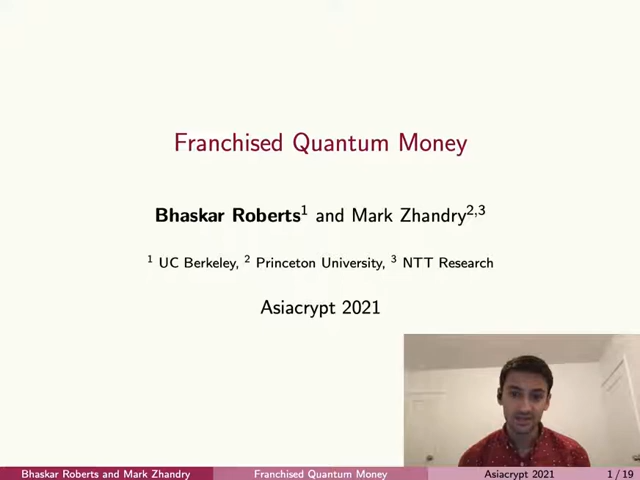 Franchised Quantum Money
Bhaskar Roberts¹ and Mark Zhandry²,³
¹ UC Berkeley, ² Princeton University, ³ NTT Research
Asiacrypt 2021
Bhaskar Roberts and Mark Zhandry Franchised Quantum Money Asiacrypt 2021 1 / 19